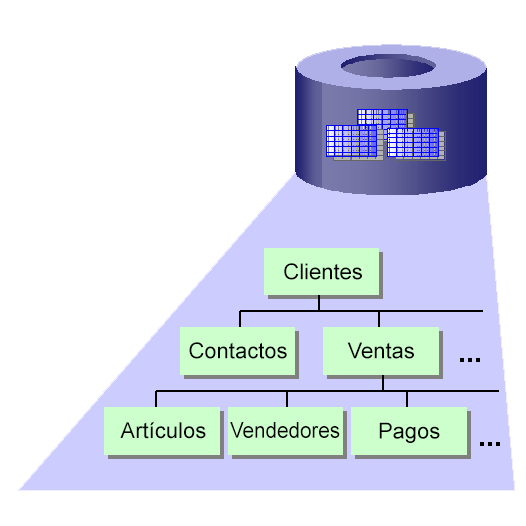 Clientes
Contactos
Ventas
...
Artículos
Vendedores
Pagos
...